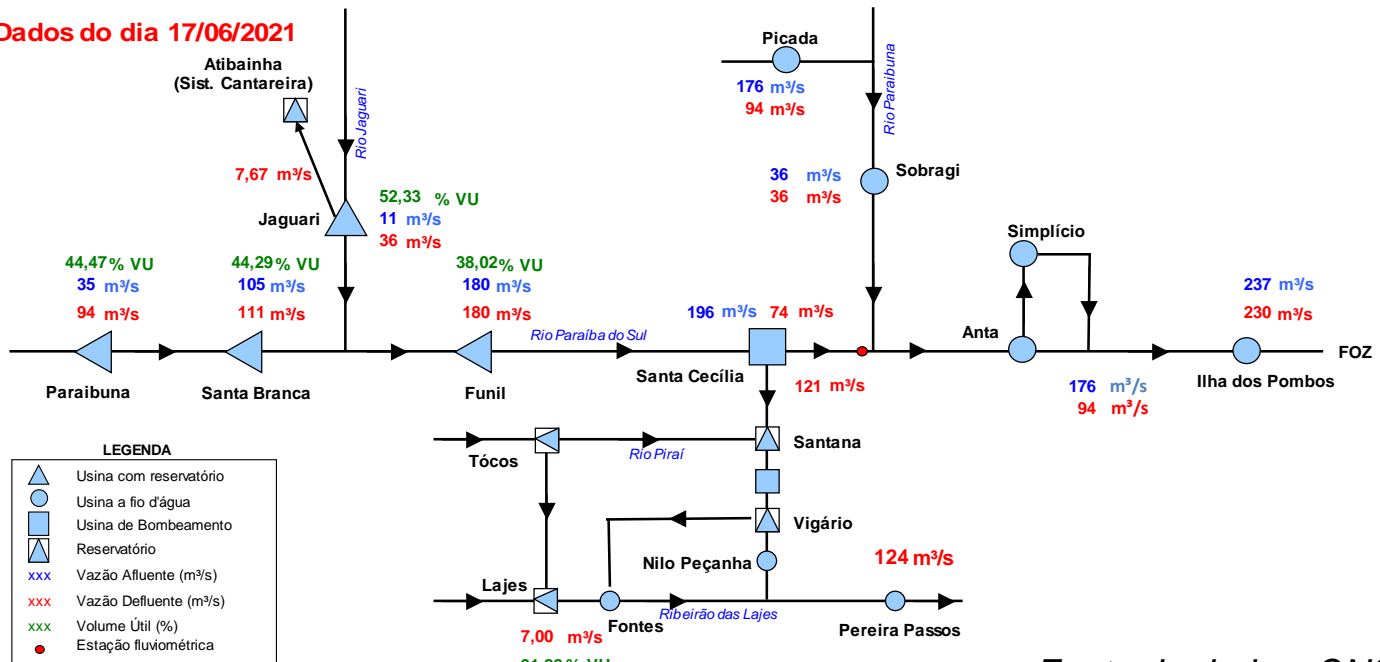 Dados do dia 17/06/2021
Atibainha
(Sist. Cantareira)
Rio Jaguari
7,67 m³/s
Jaguari
52,33 % VU
11 m³/s
36 m³/s
Picada
176 m³/s
94 m³/s
Rio Paraibuna
36 m³/s
36 m³/s
Sobragi
Simplício
Anta
176 m³/s
94 m³/s
237 m³/s
230 m³/s
Ilha dos Pombos
FOZ
44,47% VU
35 m³/s
94 m³/s
Paraibuna
44,29% VU
105 m³/s
111 m³/s
Santa Branca
38,02% VU
180 m³/s
180 m³/s
Funil
Rio Paraíba do Sul
196 m³/s 74 m³/s
Santa Cecília
121 m³/s
Tócos
Rio Piraí
Santana
Vigário
Nilo Peçanha
124 m³/s
Lajes
Fontes
Ribeirão das Lajes
Pereira Passos
7,00 m³/s
LEGENDA
Usina com reservatório
Usina a fio d'água
Usina de Bombeamento
Reservatório
xxx Vazão Afluente (m³/s)
xxx Vazão Defluente (m³/s)
xxx Volume Útil (%)
Estação fluviométrica